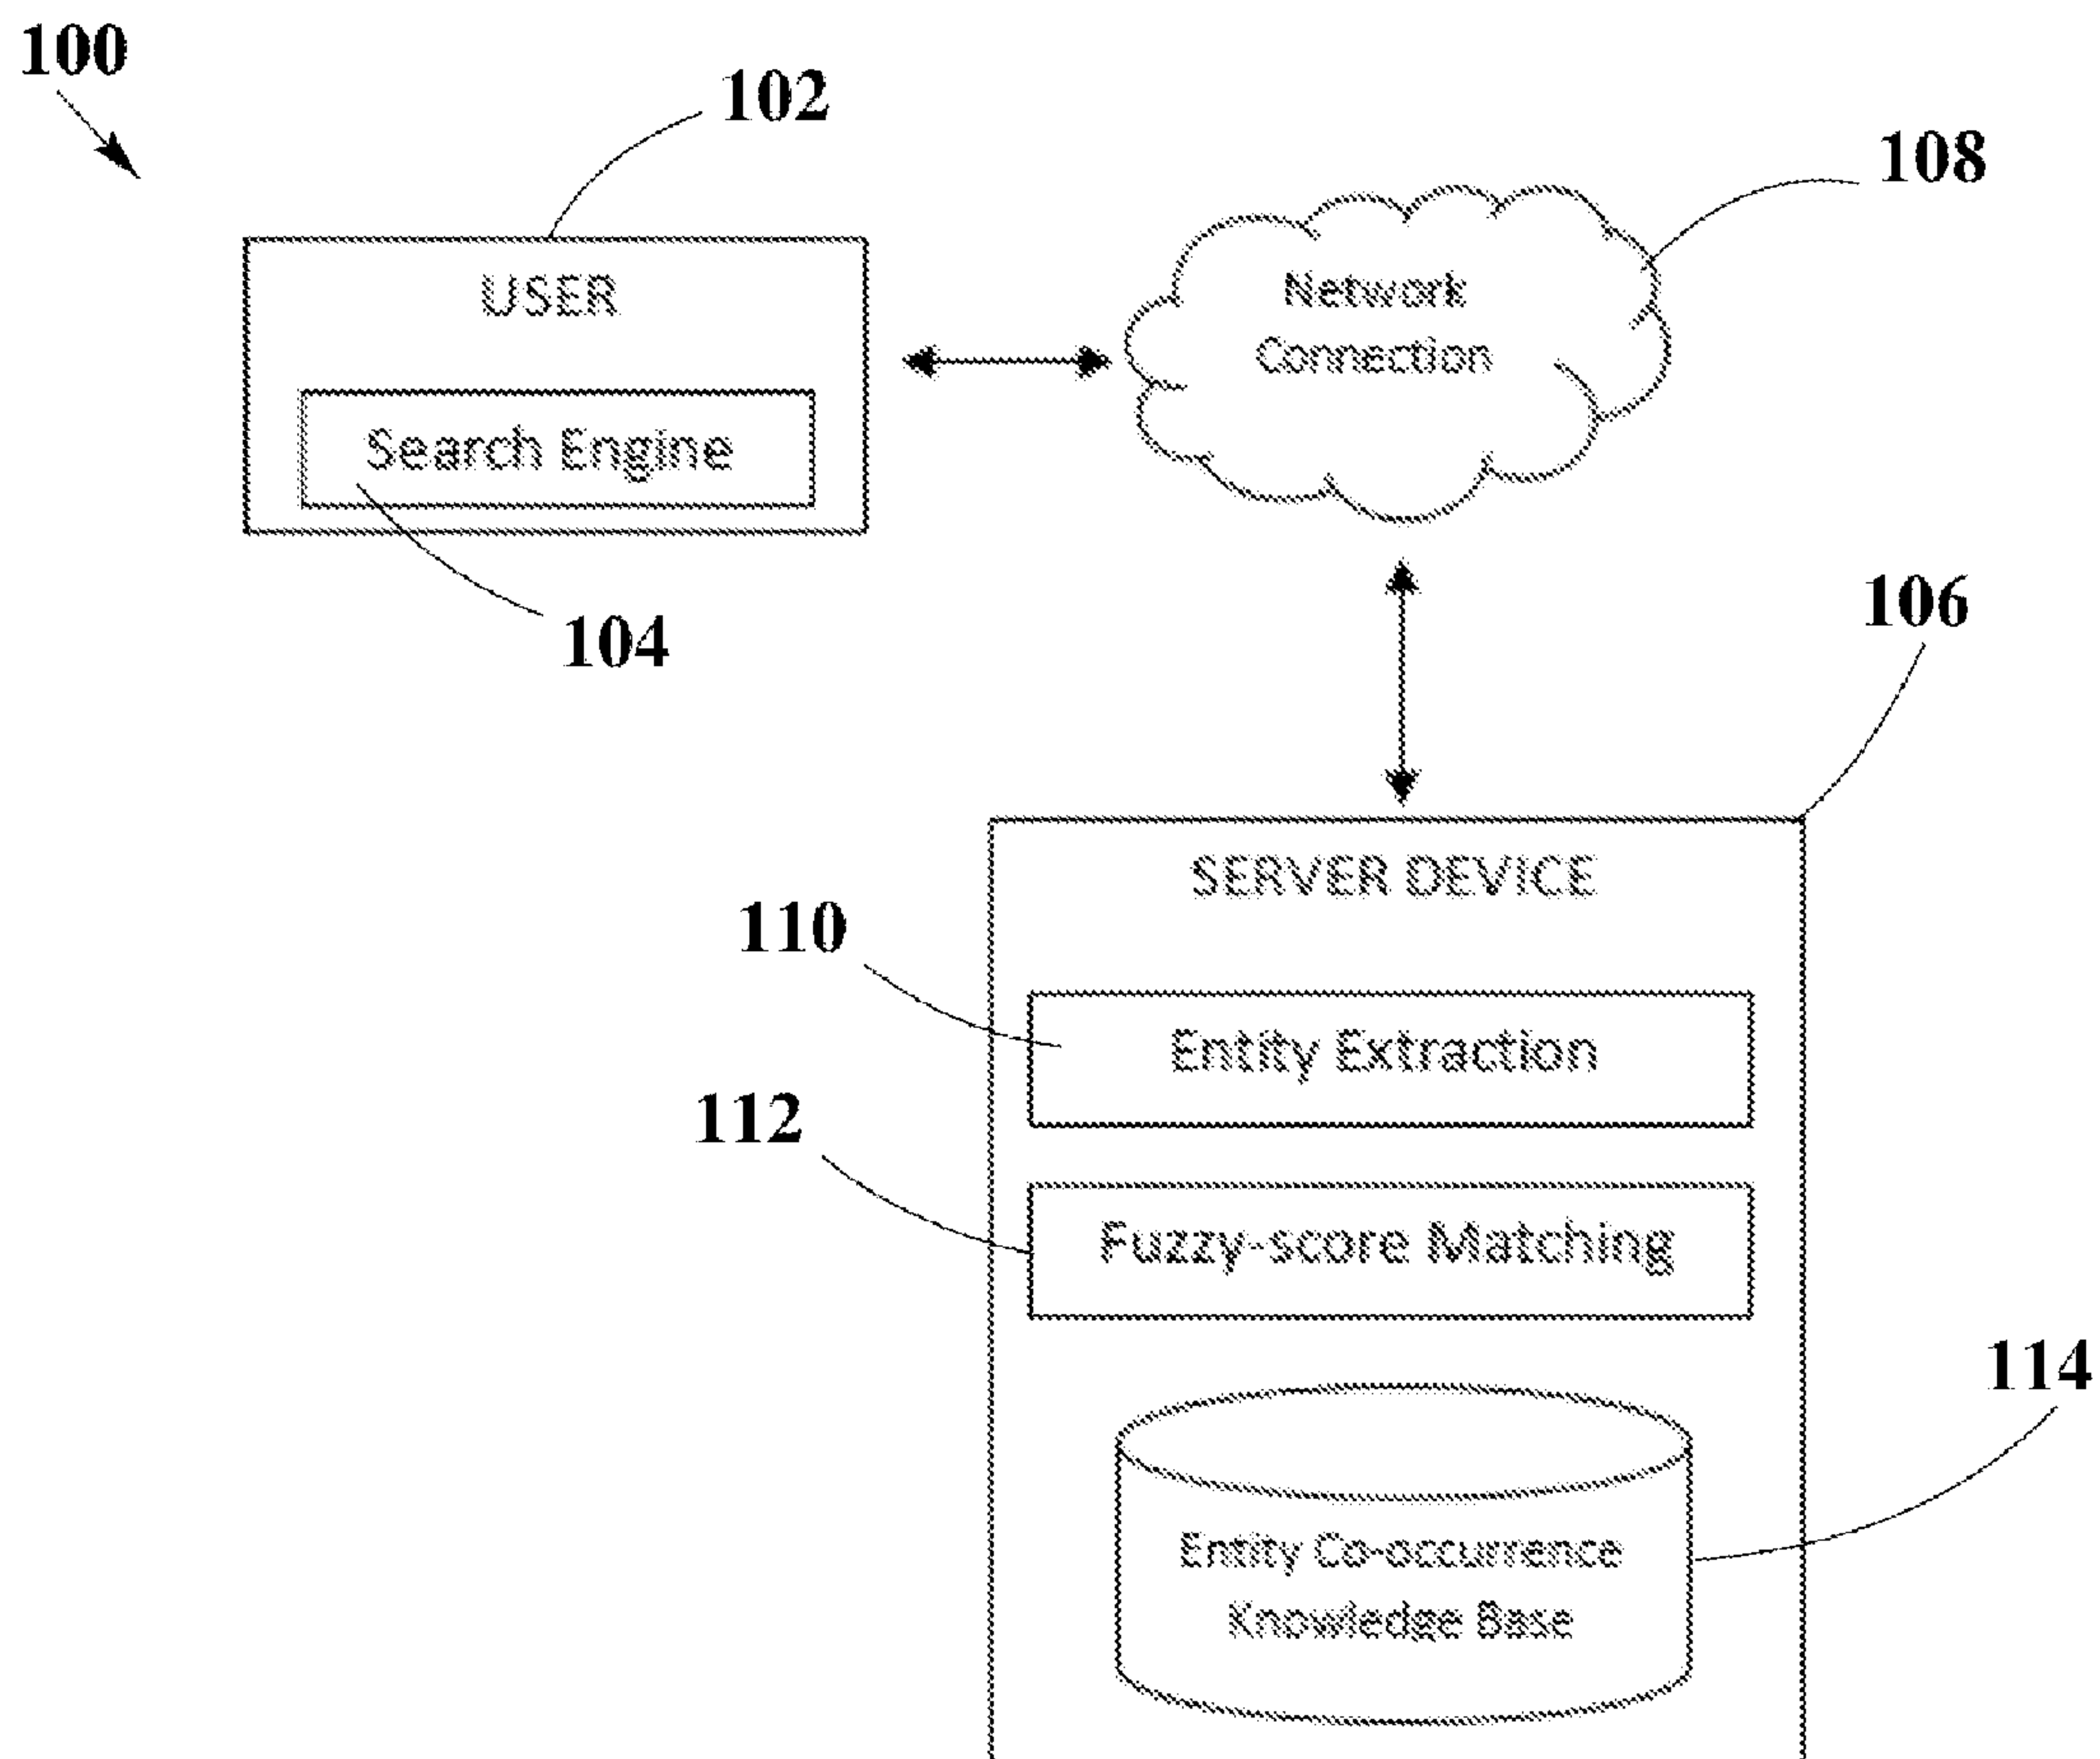 100
102
108
USER
Network
Connection
Search Engine
104
106
SERVER DEVICE
110
Entity Extraction
112
Fuzzy-score Matching
114
Entity Co-occurrence
Knowledge Base